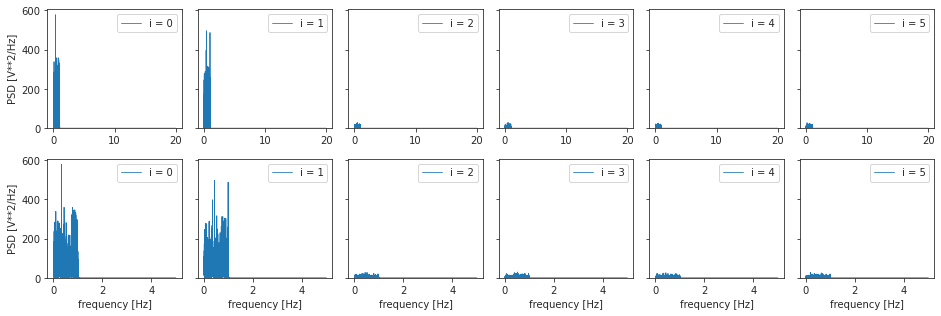 600
400
200
0
PSD [V**2/Hz]
i = 0
i = 1
i = 2
i = 3
i = 4
i = 5
0 10 20 0 10 20 0 10 20 0 10 20 0 10 20 0 10 20
600
400
200
0
PSD [V**2/Hz]
i = 0
i = 1
i = 2
i = 3
i = 4
i = 5
0 2 4 0 2 4 0 2 4 0 2 4 0 2 4 0 2 4
frequency [Hz] frequency [Hz] frequency [Hz] frequency [Hz] frequency [Hz] frequency [Hz]